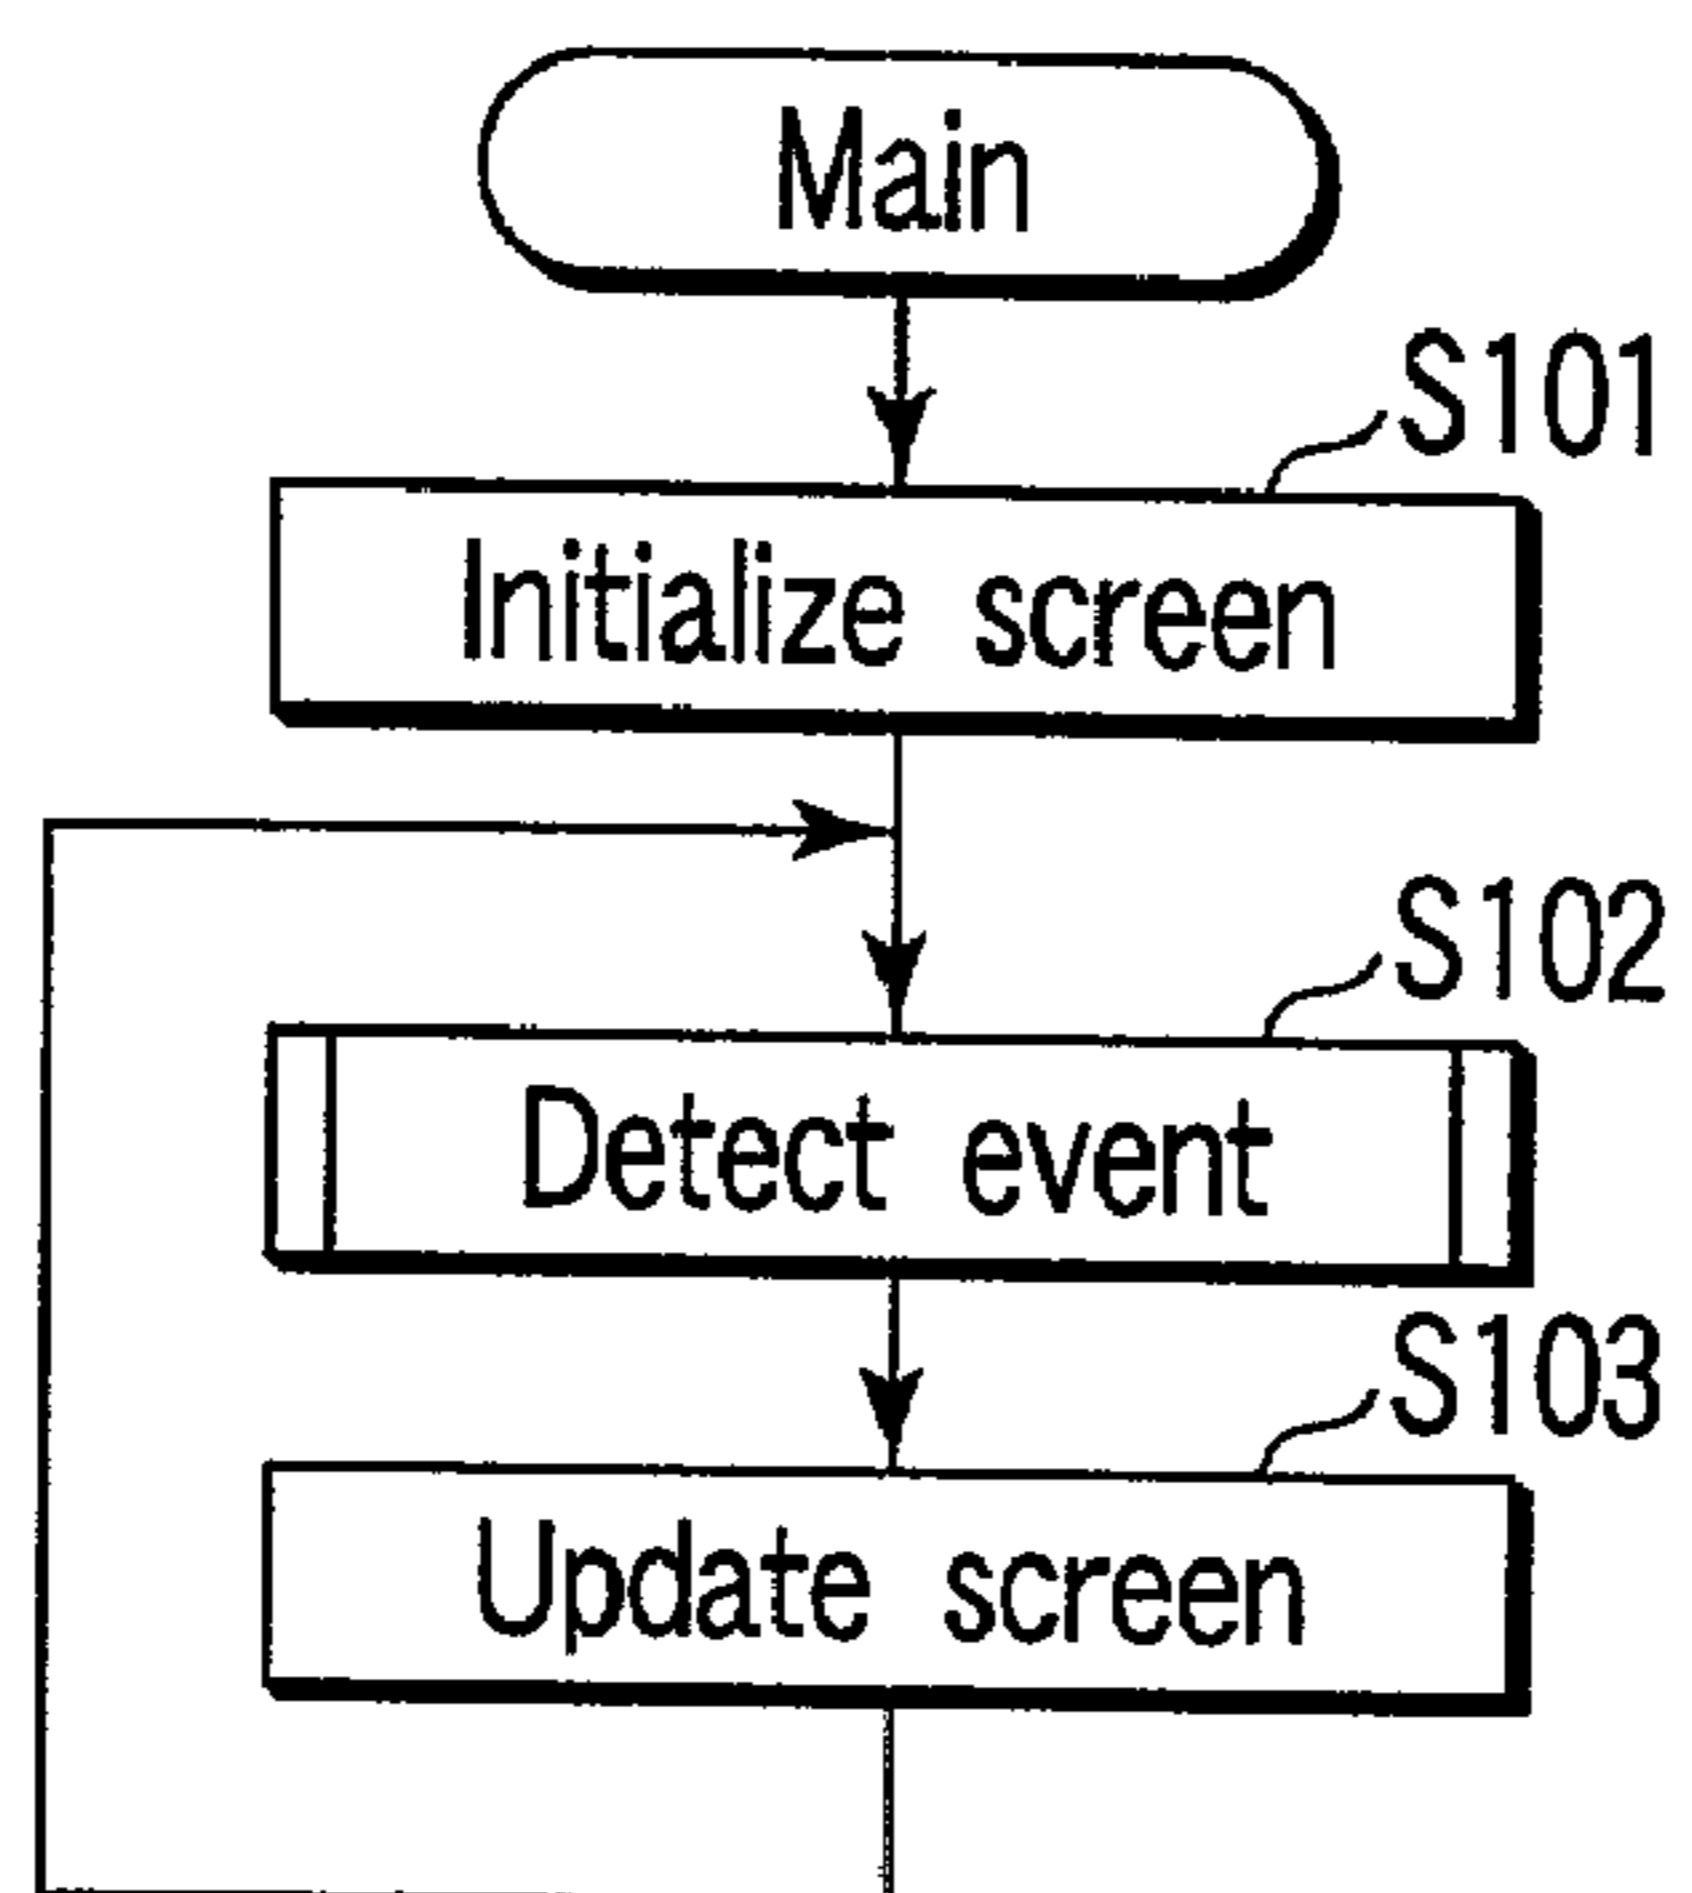 Main
S101
Initialize screen
S102
Detect event
S103
Update screen